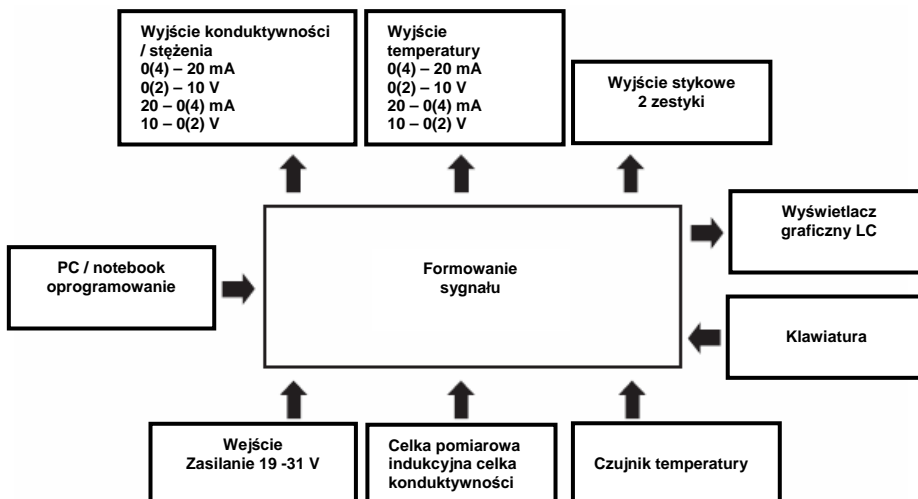 Wyjście konduktywności
/ stężenia
0(4) – 20 mA
0(2) – 10 V
20 – 0(4) mA
10 – 0(2) V
Wyjście
temperatury
0(4) – 20 mA
0(2) – 10 V
20 – 0(4) mA
10 – 0(2) V
Wyjście stykowe
2 zestyki
PC / notebook
oprogramowanie
Formowanie
sygnału
Wyświetlacz
graficzny LC
Klawiatura
Wejście
Zasilanie 19 -31 V
Celka pomiarowa
indukcyjna celka
konduktywności
Czujnik temperatury